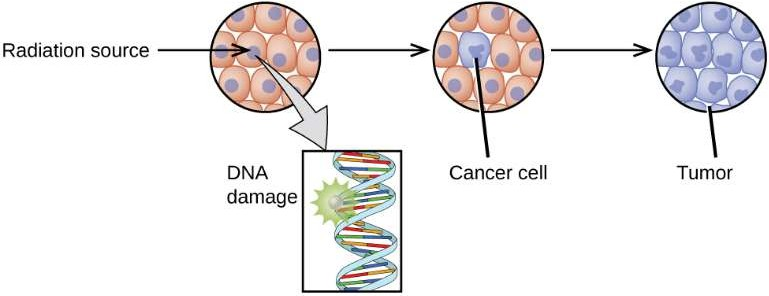 Radiation source
DNA
damage
Cancer cell
Tumor